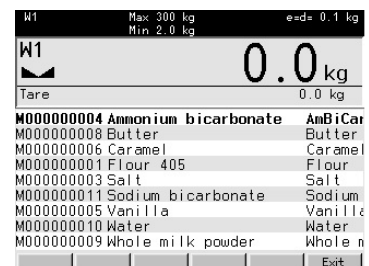 W1 Max 300 kg e=d= 0.1 kg
Min 2.0 kg
W1
0.0 kg
Tare 0.0 kg
M000000004 Ammonium bicarbonate AmBiCar
M000000008 Butter Butter
M000000006 Caramel Caramel
M000000001 Flour 405 Flour
M000000003 Salt Salt
M000000011 Sodium bicarbonate Sodium
M000000005 Vanilla Vanilla
M000000010 Water Water
M000000009 Whole milk powder Whole m
Exit